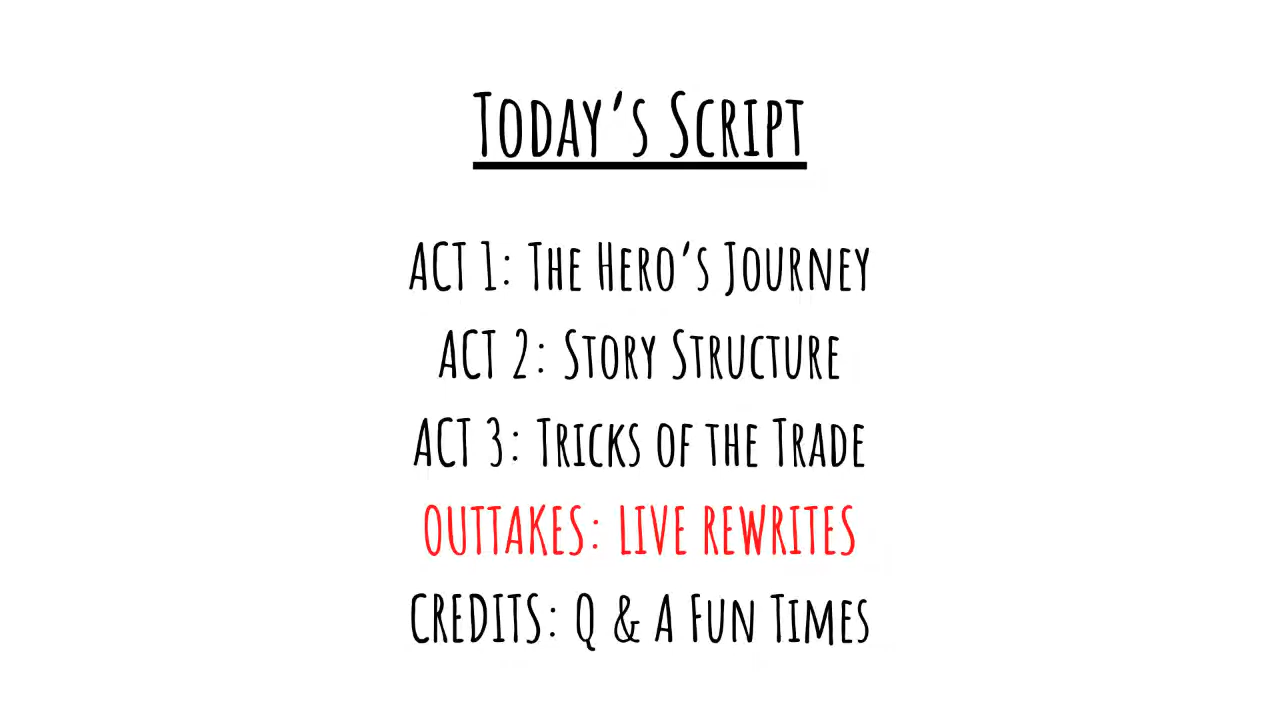 Today's Script
ACT 1: The Hero's Journey
ACT 2: Story Structure
ACT 3: Tricks of the Trade
OUTTAKES: LIVE REWRITES
CREDITS: Q & A Fun Times